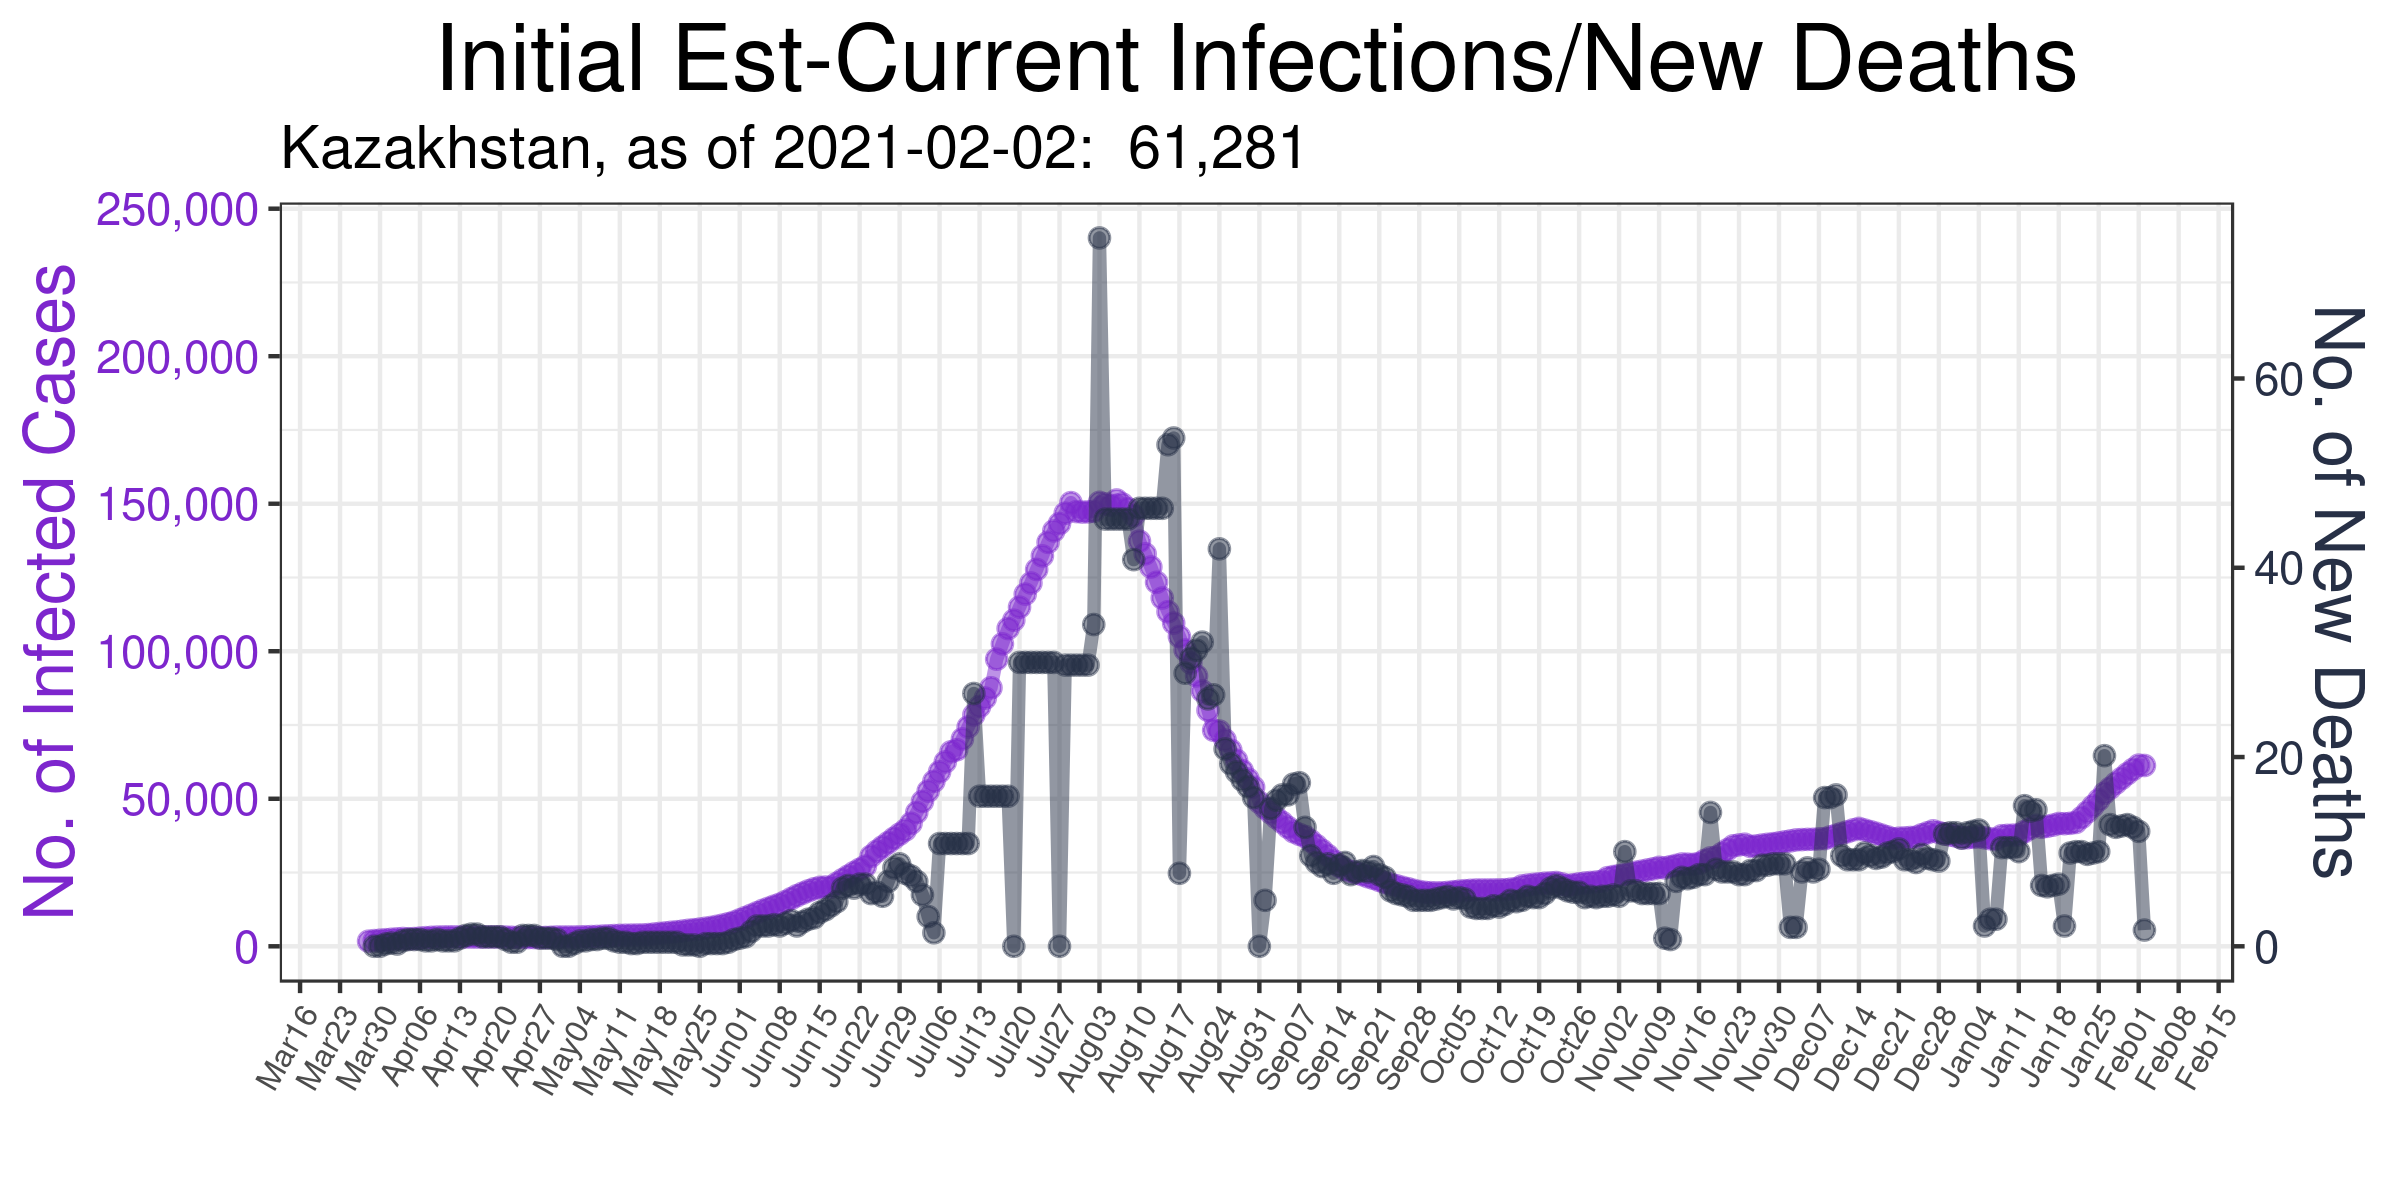 Initial Est-Current Infections/New Deaths
Kazakhstan, as of 2021-02-02: 61,281
No. of Infected Cases
250,000
200,000
150,000
100,000
50,000
0
No. of New Deaths
60
40
20
0
Mar16 Mar23 Mar30 Apr06 Apr13 Apr20 Apr27 May04 May11 May18 May25 Jun01 Jun08 Jun15 Jun22 Jun29 Jul06 Jul13 Jul20 Jul27 Aug03 Aug10 Aug17 Aug24 Aug31 Sep07 Sep14 Sep21 Sep28 Oct05 Oct12 Oct19 Oct26 Nov02 Nov09 Nov16 Nov23 Nov30 Dec07 Dec14 Dec21 Dec28 Jan04 Jan11 Jan18 Jan25 Feb01 Feb08 Feb15